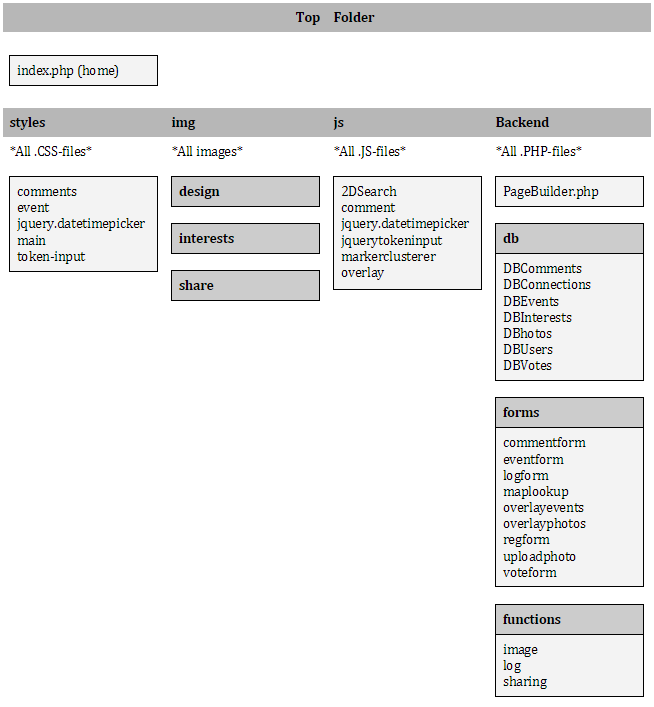 Top Folder
index.php (home)
styles
*All .CSS-files*
comments
event
jquery.datetimepicker
main
token-input
img
*All images*
design
interests
share
js
*All .JS-files*
2DSearch
comment
jquery.datetimepicker
jquerytokeninput
markerclusterer
overlay
Backend
*All .PHP-files*
PageBuilder.php
db
DBComments
DBConnections
DBEvents
DBInterests
DBhotos
DBUsers
DBVotes
forms
commentform
eventform
logform
maplookup
overlayevents
overlayphotos
regform
uploadphoto
voteform
functions
image
log
sharing